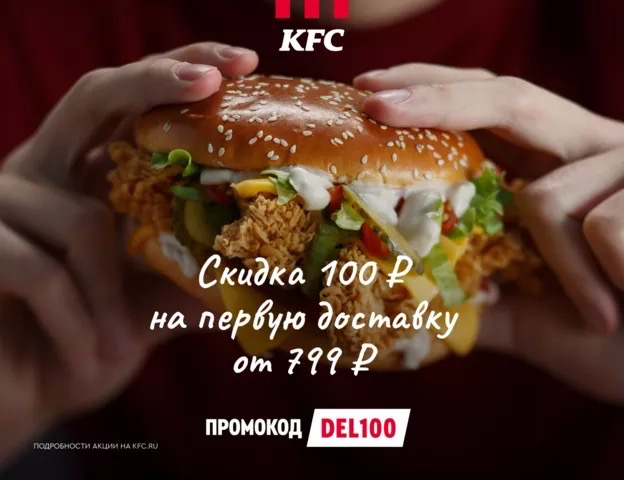 KFC
Скидка 100 ₽
на первую доставку
от 799 ₽
ПРОМОКОД DEL100
ПОДРОБНОСТИ АКЦИИ НА KFC.RU